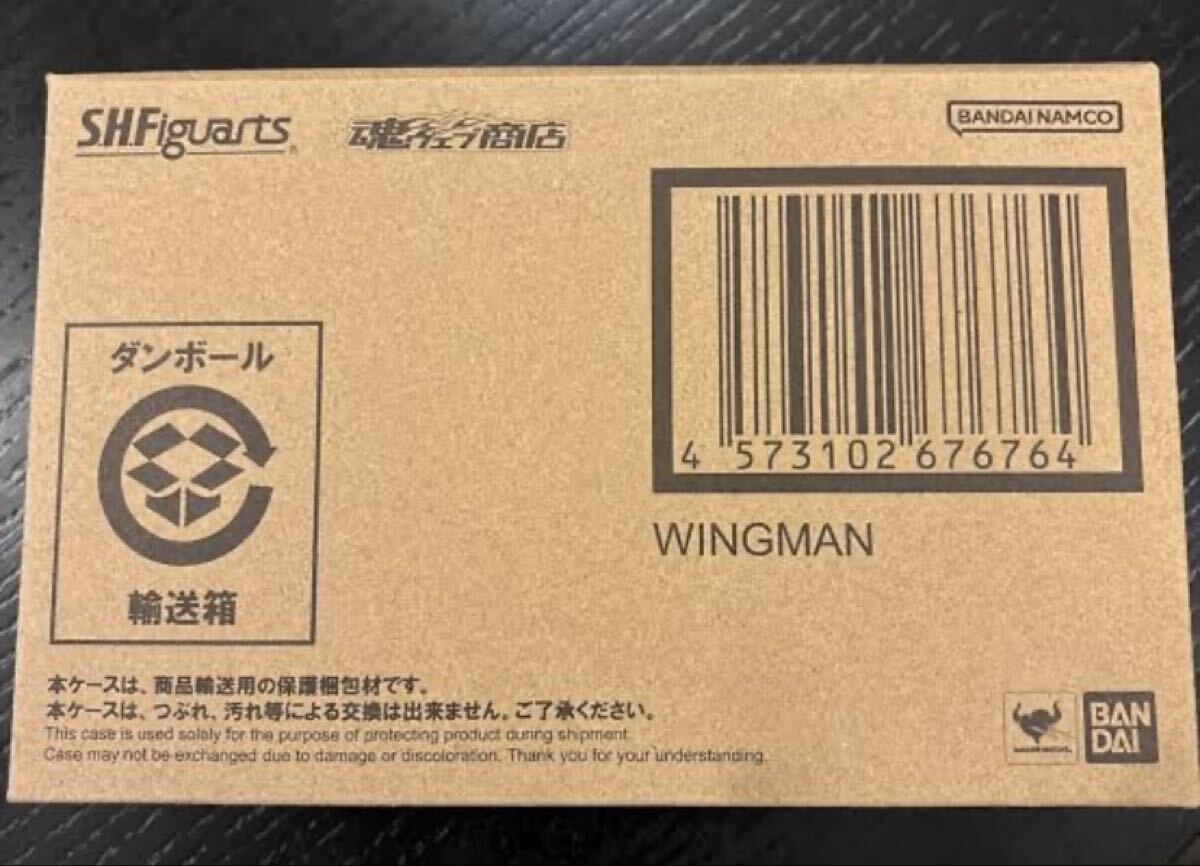 S.H.Figuarts
魂ウェブ商店
BANDAI NAMCO
4 573102 676764
WINGMAN
ダンボール
輸送箱
本ケースは、商品輸送用の保護梱包材です。
本ケースは、つぶれ、汚れ等による交換は出来ません。ご了承ください。
This case is used solely for the purpose of protecting product during shipment.
Case may not be exchanged due to damage or discoloration. Thank you for your understanding.
BAN
DAI